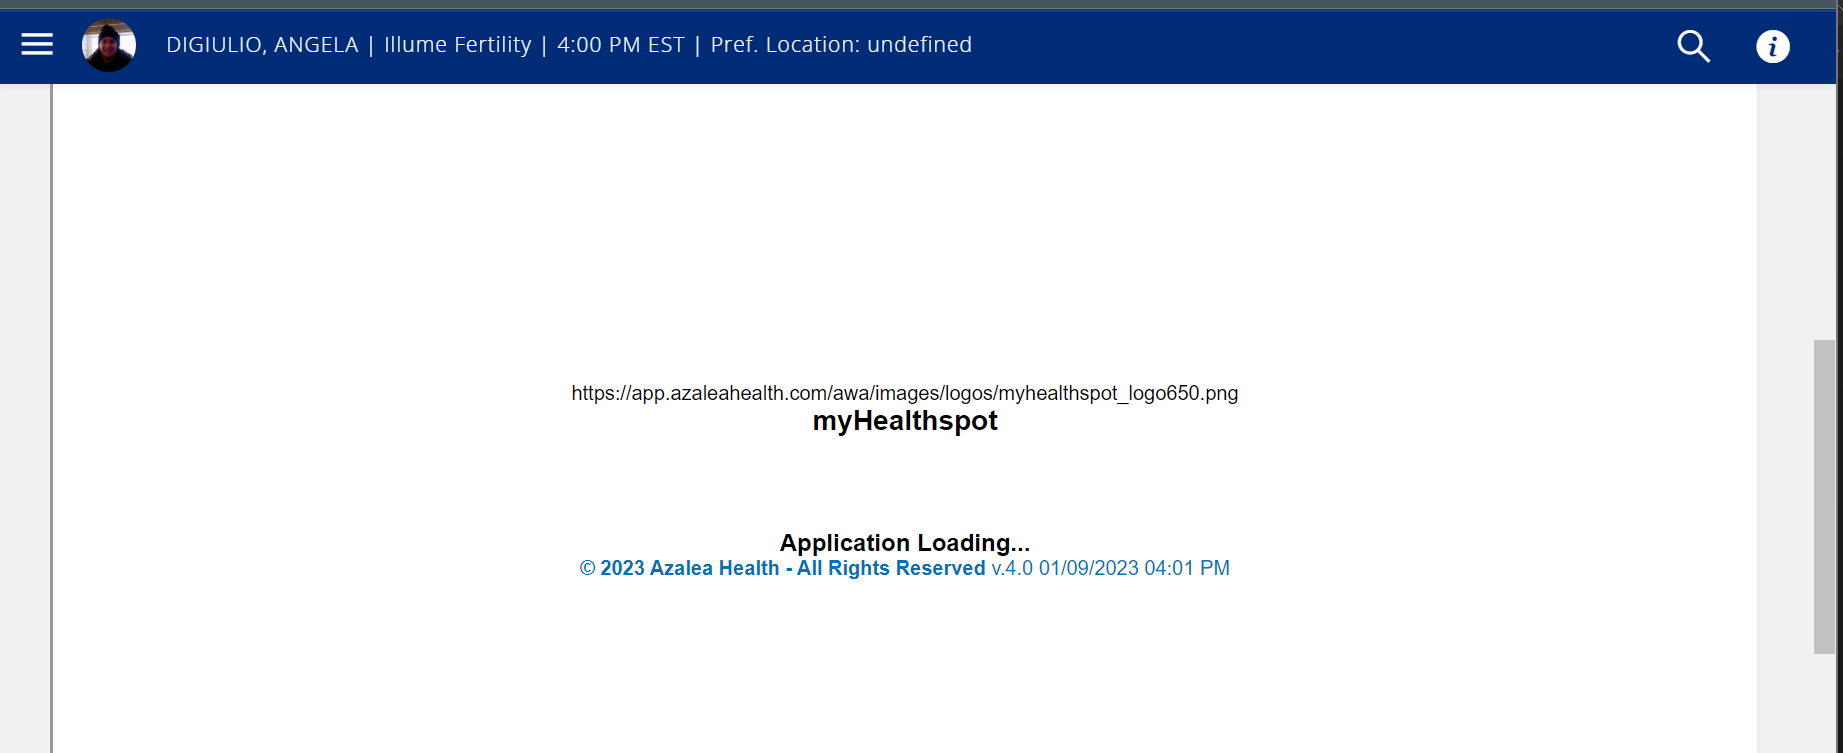 DIGIULIO, ANGELA | Illume Fertility | 4:00 PM EST | Pref. Location: undefined
https://app.azaleahealth.com/awa/images/logos/myhealthspot_logo650.png
myHealthspot
Application Loading...
© 2023 Azalea Health - All Rights Reserved v.4.0 01/09/2023 04:01 PM